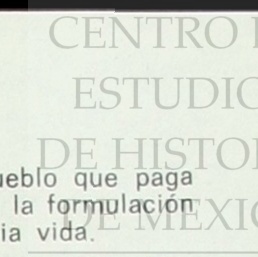 CENTRO
ESTUDIO
DE HISTO
ueblo que paga
la formulación
DE MEXIC
ia vida.